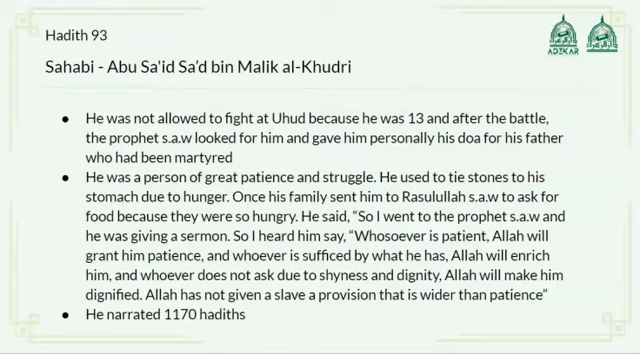 Hadith 93
ADZKAR
Sahabi - Abu Sa'id Sa’d bin Malik al-Khudri
● He was not allowed to fight at Uhud because he was 13 and after the battle,
the prophet s.a.w looked for him and gave him personally his doa for his father
who had been martyred
● He was a person of great patience and struggle. He used to tie stones to his
stomach due to hunger. Once his family sent him to Rasulullah s.a.w to ask for
food because they were so hungry. He said, “So I went to the prophet s.a.w and
he was giving a sermon. So I heard him say, “Whosoever is patient, Allah will
grant him patience, and whoever is sufficed by what he has, Allah will enrich
him, and whoever does not ask due to shyness and dignity, Allah will make him
dignified. Allah has not given a slave a provision that is wider than patience”
● He narrated 1170 hadiths